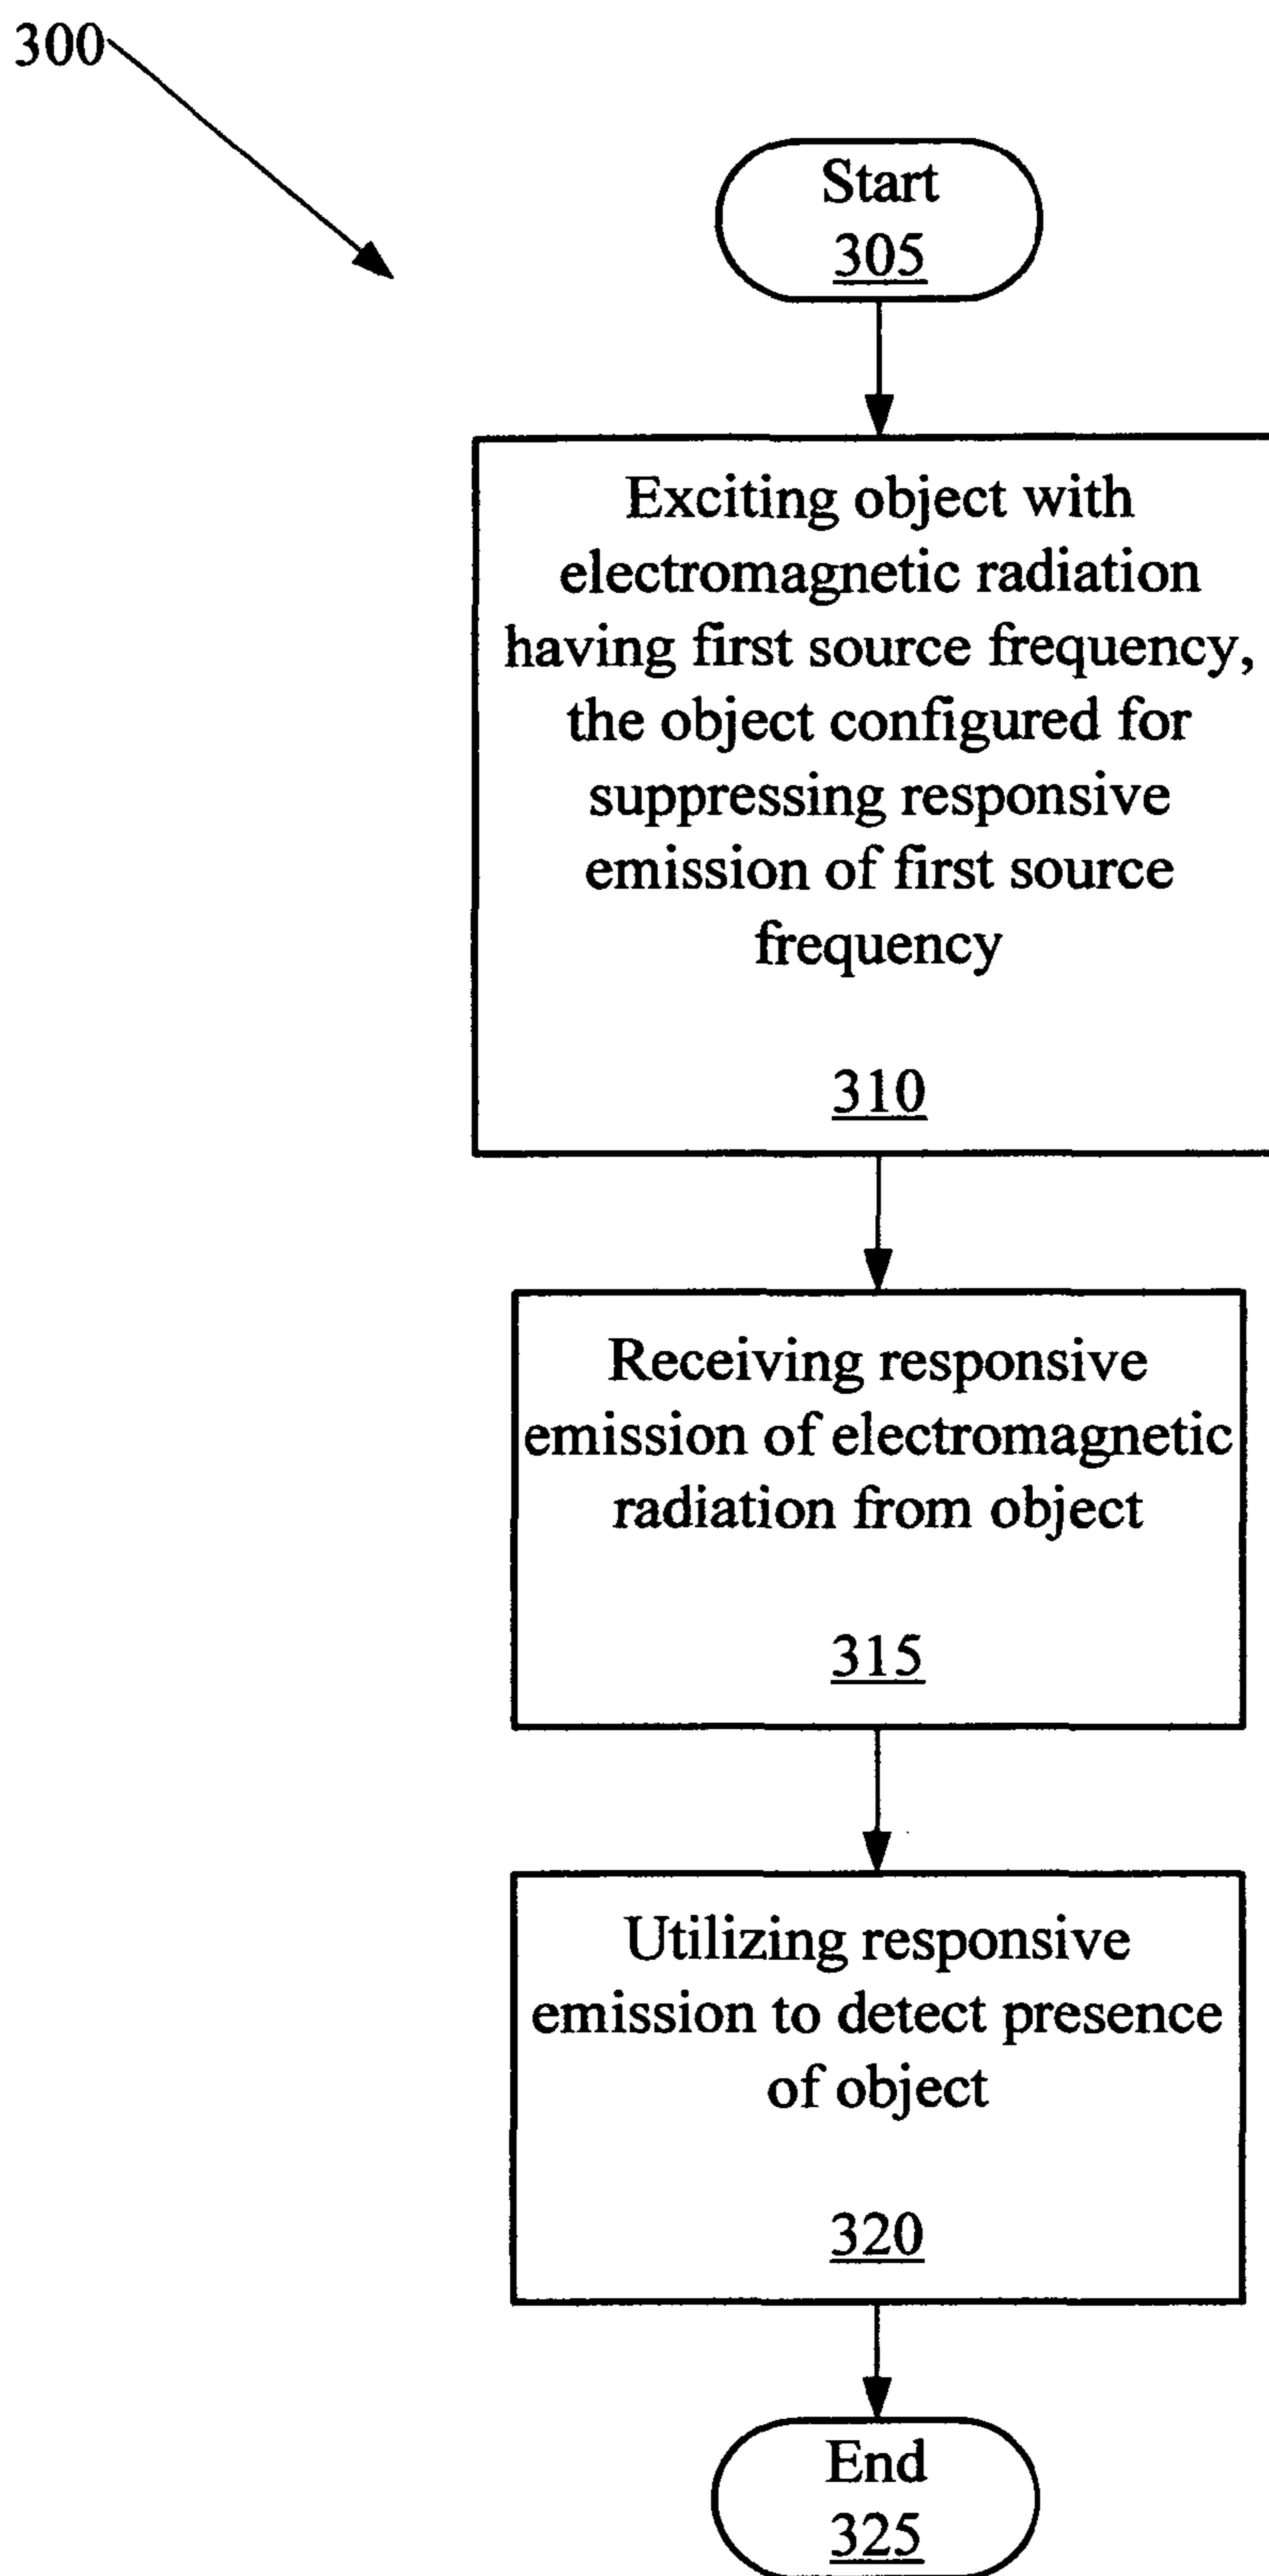 300
Start
305
Exciting object with
electromagnetic radiation
having first source frequency,
the object configured for
suppressing responsive
emission of first source
frequency
310
Receiving responsive
emission of electromagnetic
radiation from object
315
Utilizing responsive
emission to detect presence
of object
320
End
325